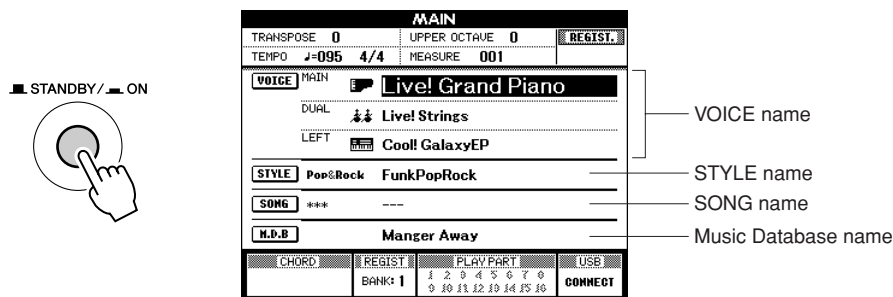 MAIN
TRANSPOSE 0 UPPER OCTAVE 0 REGIST.
TEMPO ♩=095 4/4 MEASURE 001
STANDBY/ ON
VOICE MAIN Live! Grand Piano
DUAL Live! Strings
LEFT Cool! GalaxyEP
VOICE name
STYLE Pop&Rock FunkPopRock
STYLE name
SONG *** ---
SONG name
M.D.B Manger Away
Music Database name
CHORD REGIST PLAY PART USB
BANK: 1 1 2 3 4 5 6 7 8 CONNECT
9 10 11 12 13 14 15 16